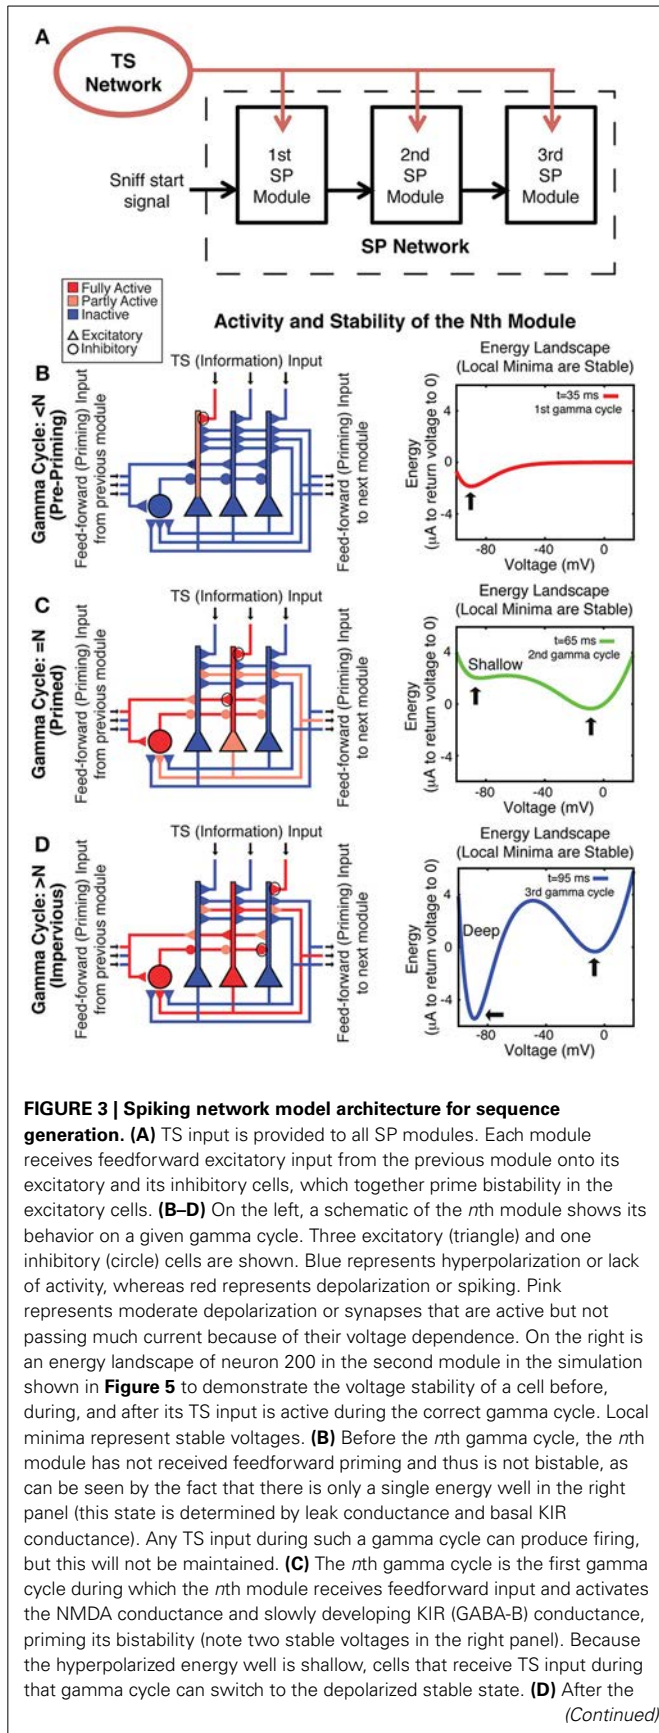 A
TS
Network
1st
SP
Module
2nd
SP
Module
3rd
SP
Module
Sniff start
signal
SP Network
Fully Active
Partly Active
Inactive
Excitatory
Inhibitory
Activity and Stability of the Nth Module
B
Gamma Cycle: <N
(Pre-Priming)
Feed-forward (Priming) Input
from previous module
TS (Information) Input
Feed-forward (Priming) Input
to next module
Energy Landscape
(Local Minima are Stable)
t=35 ms
1st gamma cycle
Energy
(µA to return voltage to 0)
4
0
-4
-80 -40 0
Voltage (mV)
C
Gamma Cycle: =N
(Primed)
Feed-forward (Priming) Input
from previous module
TS (Information) Input
Feed-forward (Priming) Input
to next module
Energy Landscape
(Local Minima are Stable)
t=65 ms
2nd gamma cycle
Shallow
Energy
(µA to return voltage to 0)
4
0
-4
-80 -40 0
Voltage (mV)
D
Gamma Cycle: >N
(Impervious)
Feed-forward (Priming) Input
from previous module
TS (Information) Input
Feed-forward (Priming) Input
to next module
Energy Landscape
(Local Minima are Stable)
t=95 ms
3rd gamma cycle
Deep
Energy
(µA to return voltage to 0)
4
0
-4
-80 -40 0
Voltage (mV)
FIGURE 3 | Spiking network model architecture for sequence
generation. (A) TS input is provided to all SP modules. Each module
receives feedforward excitatory input from the previous module onto its
excitatory and its inhibitory cells, which together prime bistability in the
excitatory cells. (B–D) On the left, a schematic of the nth module shows its
behavior on a given gamma cycle. Three excitatory (triangle) and one
inhibitory (circle) cells are shown. Blue represents hyperpolarization or lack
of activity, whereas red represents depolarization or spiking. Pink
represents moderate depolarization or synapses that are active but not
passing much current because of their voltage dependence. On the right is
an energy landscape of neuron 200 in the second module in the simulation
shown in Figure 5 to demonstrate the voltage stability of a cell before,
during, and after its TS input is active during the correct gamma cycle. Local
minima represent stable voltages. (B) Before the nth gamma cycle, the nth
module has not received feedforward priming and thus is not bistable, as
can be seen by the fact that there is only a single energy well in the right
panel (this state is determined by leak conductance and basal KIR
conductance). Any TS input during such a gamma cycle can produce firing,
but this will not be maintained. (C) The nth gamma cycle is the first gamma
cycle during which the nth module receives feedforward input and activates
the NMDA conductance and slowly developing KIR (GABA-B) conductance,
priming its bistability (note two stable voltages in the right panel). Because
the hyperpolarized energy well is shallow, cells that receive TS input during
that gamma cycle can switch to the depolarized stable state. (D) After the
(Continued)